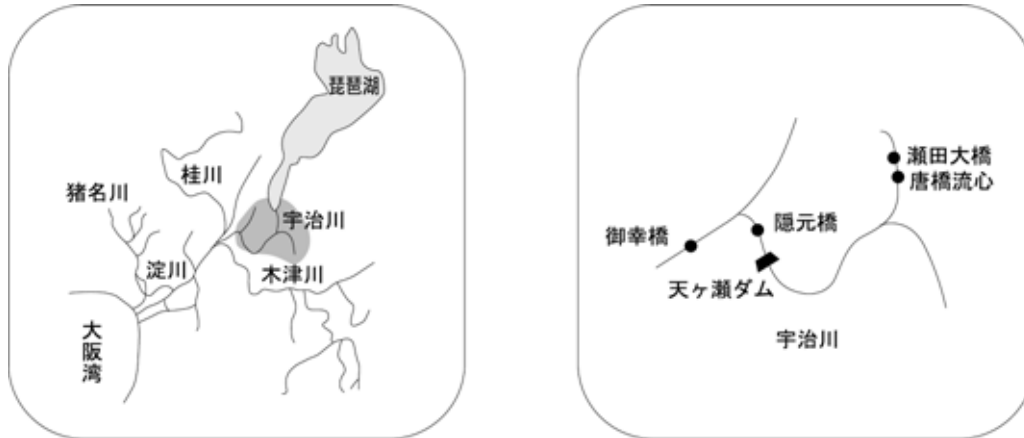 琵琶湖
桂川
猪名川
宇治川
淀川
木津川
大阪湾
瀬田大橋
唐橋流心
隠元橋
御幸橋
天ヶ瀬ダム
宇治川